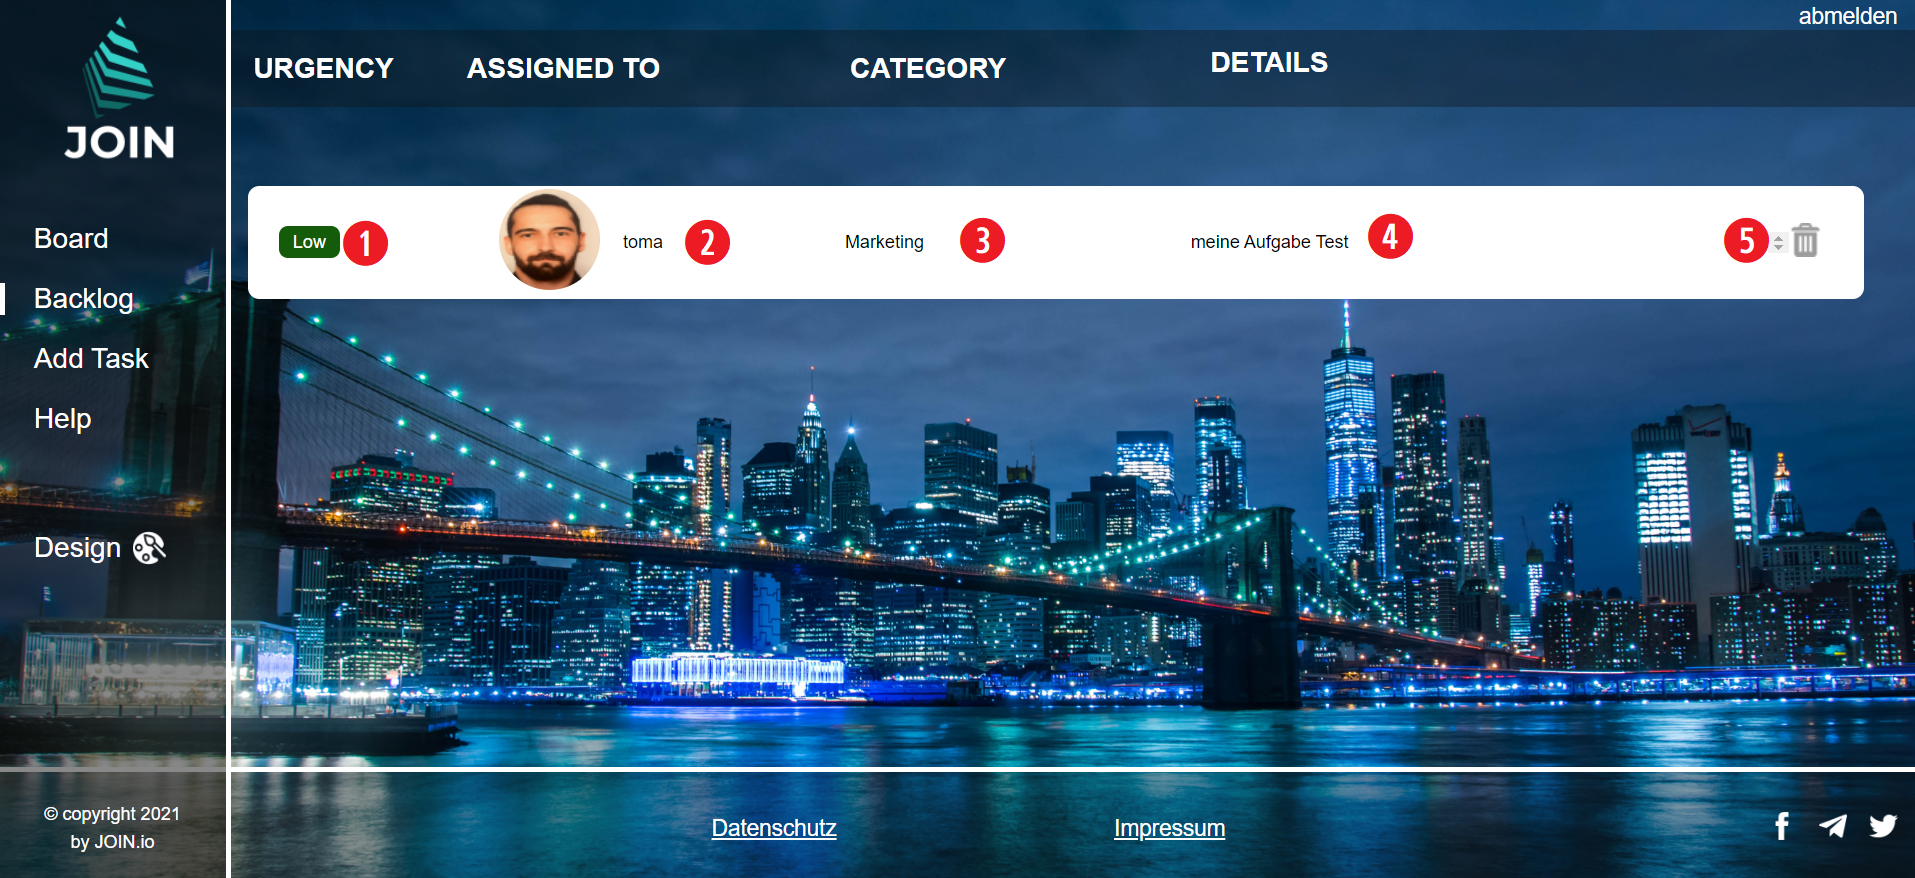 abmelden
JOIN
URGENCY ASSIGNED TO CATEGORY DETAILS
Low 1 toma 2 Marketing 3 meine Aufgabe Test 4 5
Board
Backlog
Add Task
Help
Design
© copyright 2021
by JOIN.io
Datenschutz Impressum